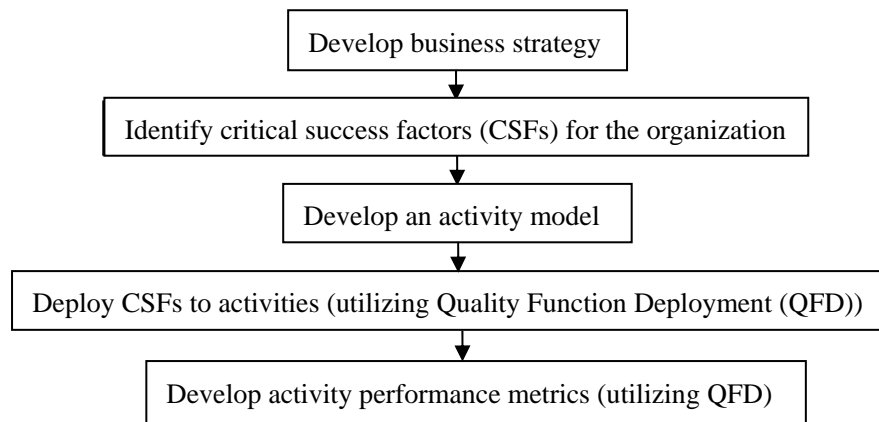 Develop business strategy
Identify critical success factors (CSFs) for the organization
Develop an activity model
Deploy CSFs to activities (utilizing Quality Function Deployment (QFD))
Develop activity performance metrics (utilizing QFD)